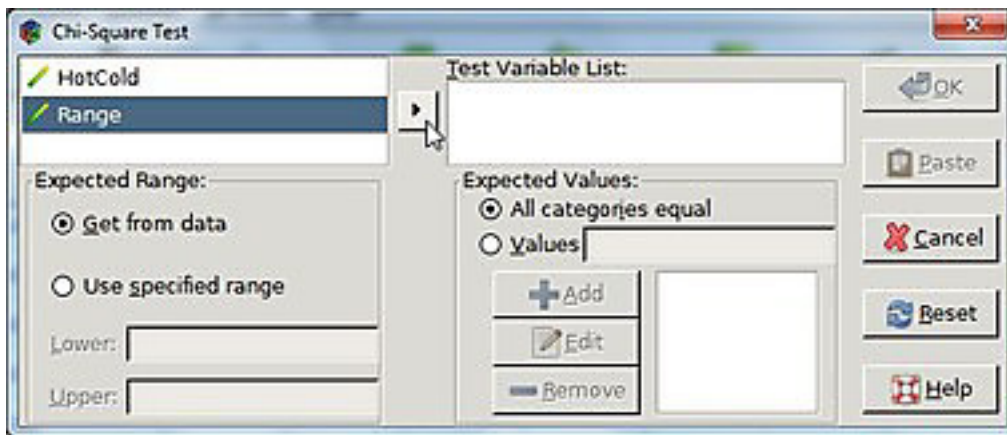 Chi-Square Test
HotCold
Range
Test Variable List:
OK
Paste
Cancel
Reset
Help
Expected Range:
Get from data
Use specified range
Lower:
Upper:
Expected Values:
All categories equal
Values
Add
Edit
Remove